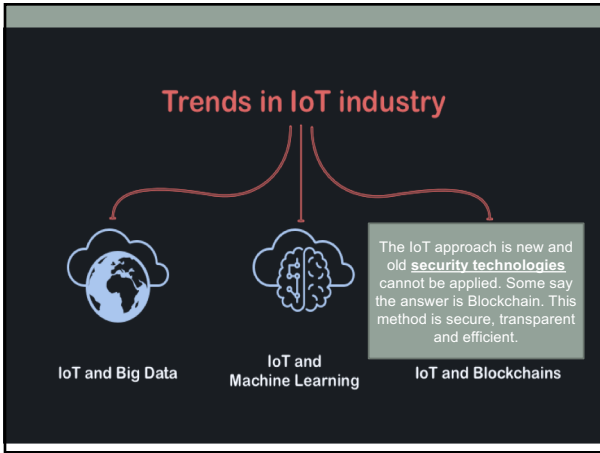 Trends in IoT industry
The IoT approach is new and
old security technologies
cannot be applied. Some say
the answer is Blockchain. This
method is secure, transparent
and efficient.
IoT and Big Data
IoT and
Machine Learning
IoT and Blockchains